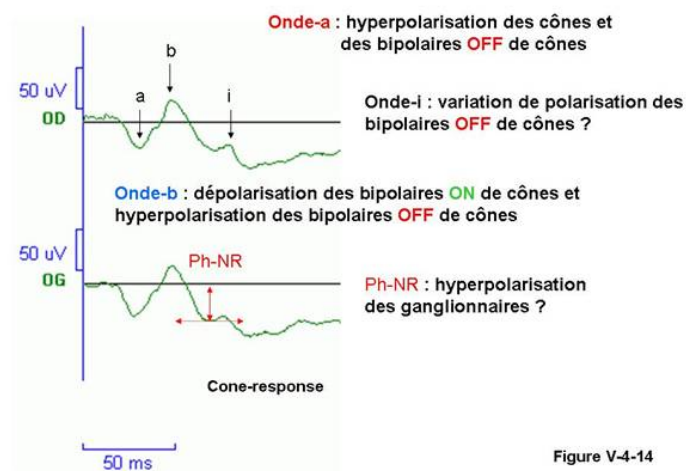 Onde-a : hyperpolarisation des cônes et
des bipolaires OFF de cônes
b
50 uV
a
i
OD
Onde-i : variation de polarisation des
bipolaires OFF de cônes ?
Onde-b : dépolarisation des bipolaires ON de cônes et
hyperpolarisation des bipolaires OFF de cônes
50 uV
Ph-NR
OG
Ph-NR : hyperpolarisation
des ganglionnaires ?
Cone-response
50 ms
Figure V-4-14